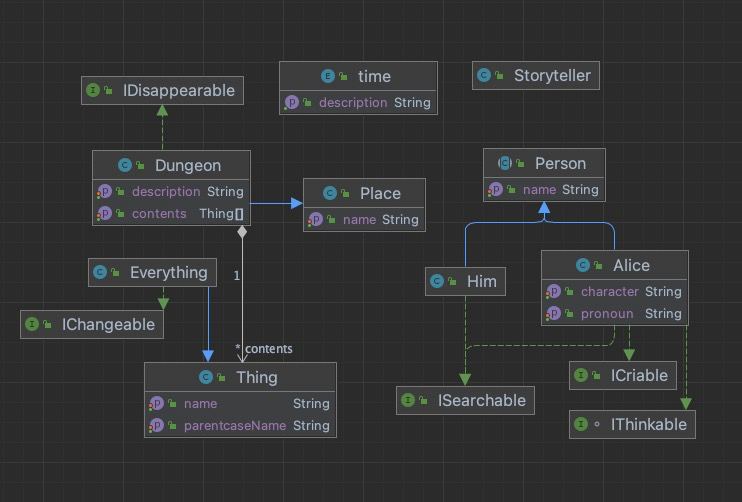 IDisappearable
E time
p description String
C Storyteller
C Dungeon
p description String
p contents Thing[]
C Person
p name String
C Place
p name String
1
C Everything
C Him
C Alice
p character String
p pronoun String
I IChangeable
* contents
C Thing
p name String
p parentcaseName String
I ICriable
I ISearchable
I IThinkable